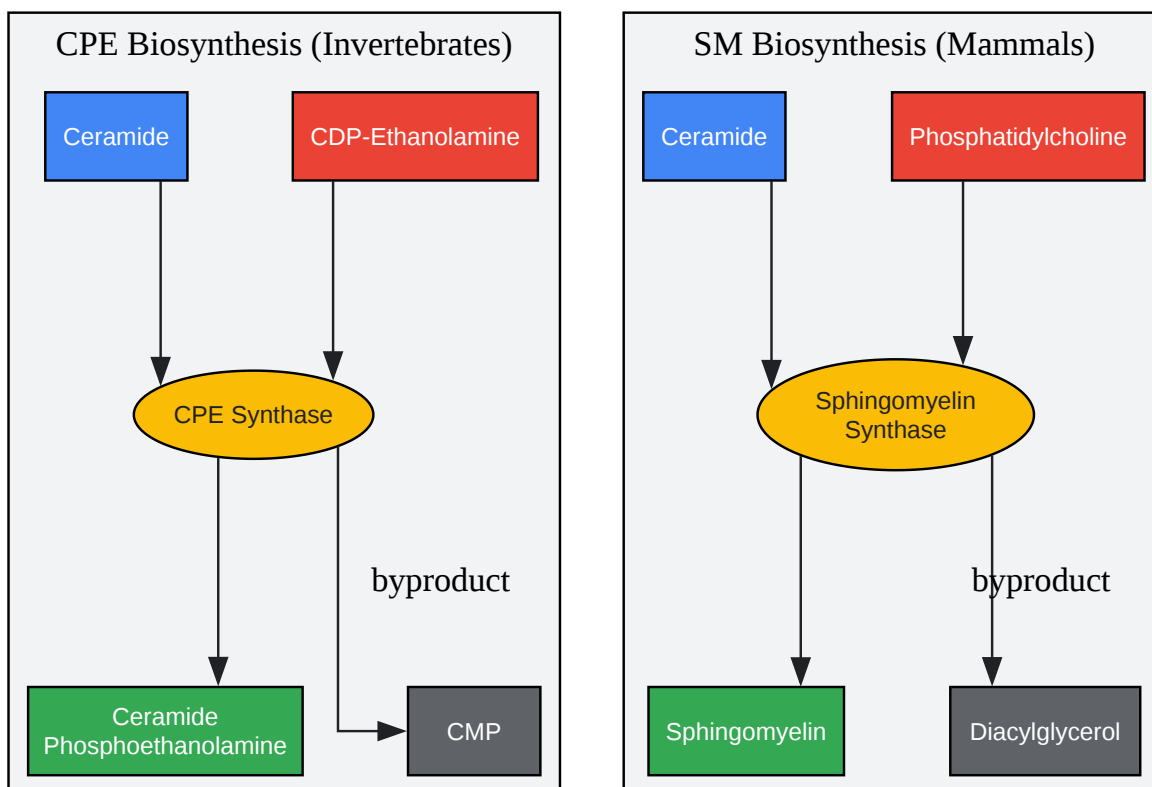 CPE Biosynthesis (Invertebrates)
Ceramide
CDP-Ethanolamine
CPE Synthase
byproduct
Ceramide
Phosphoethanolamine
CMP
SM Biosynthesis (Mammals)
Ceramide
Phosphatidylcholine
Sphingomyelin
Synthase
byproduct
Sphingomyelin
Diacylglycerol